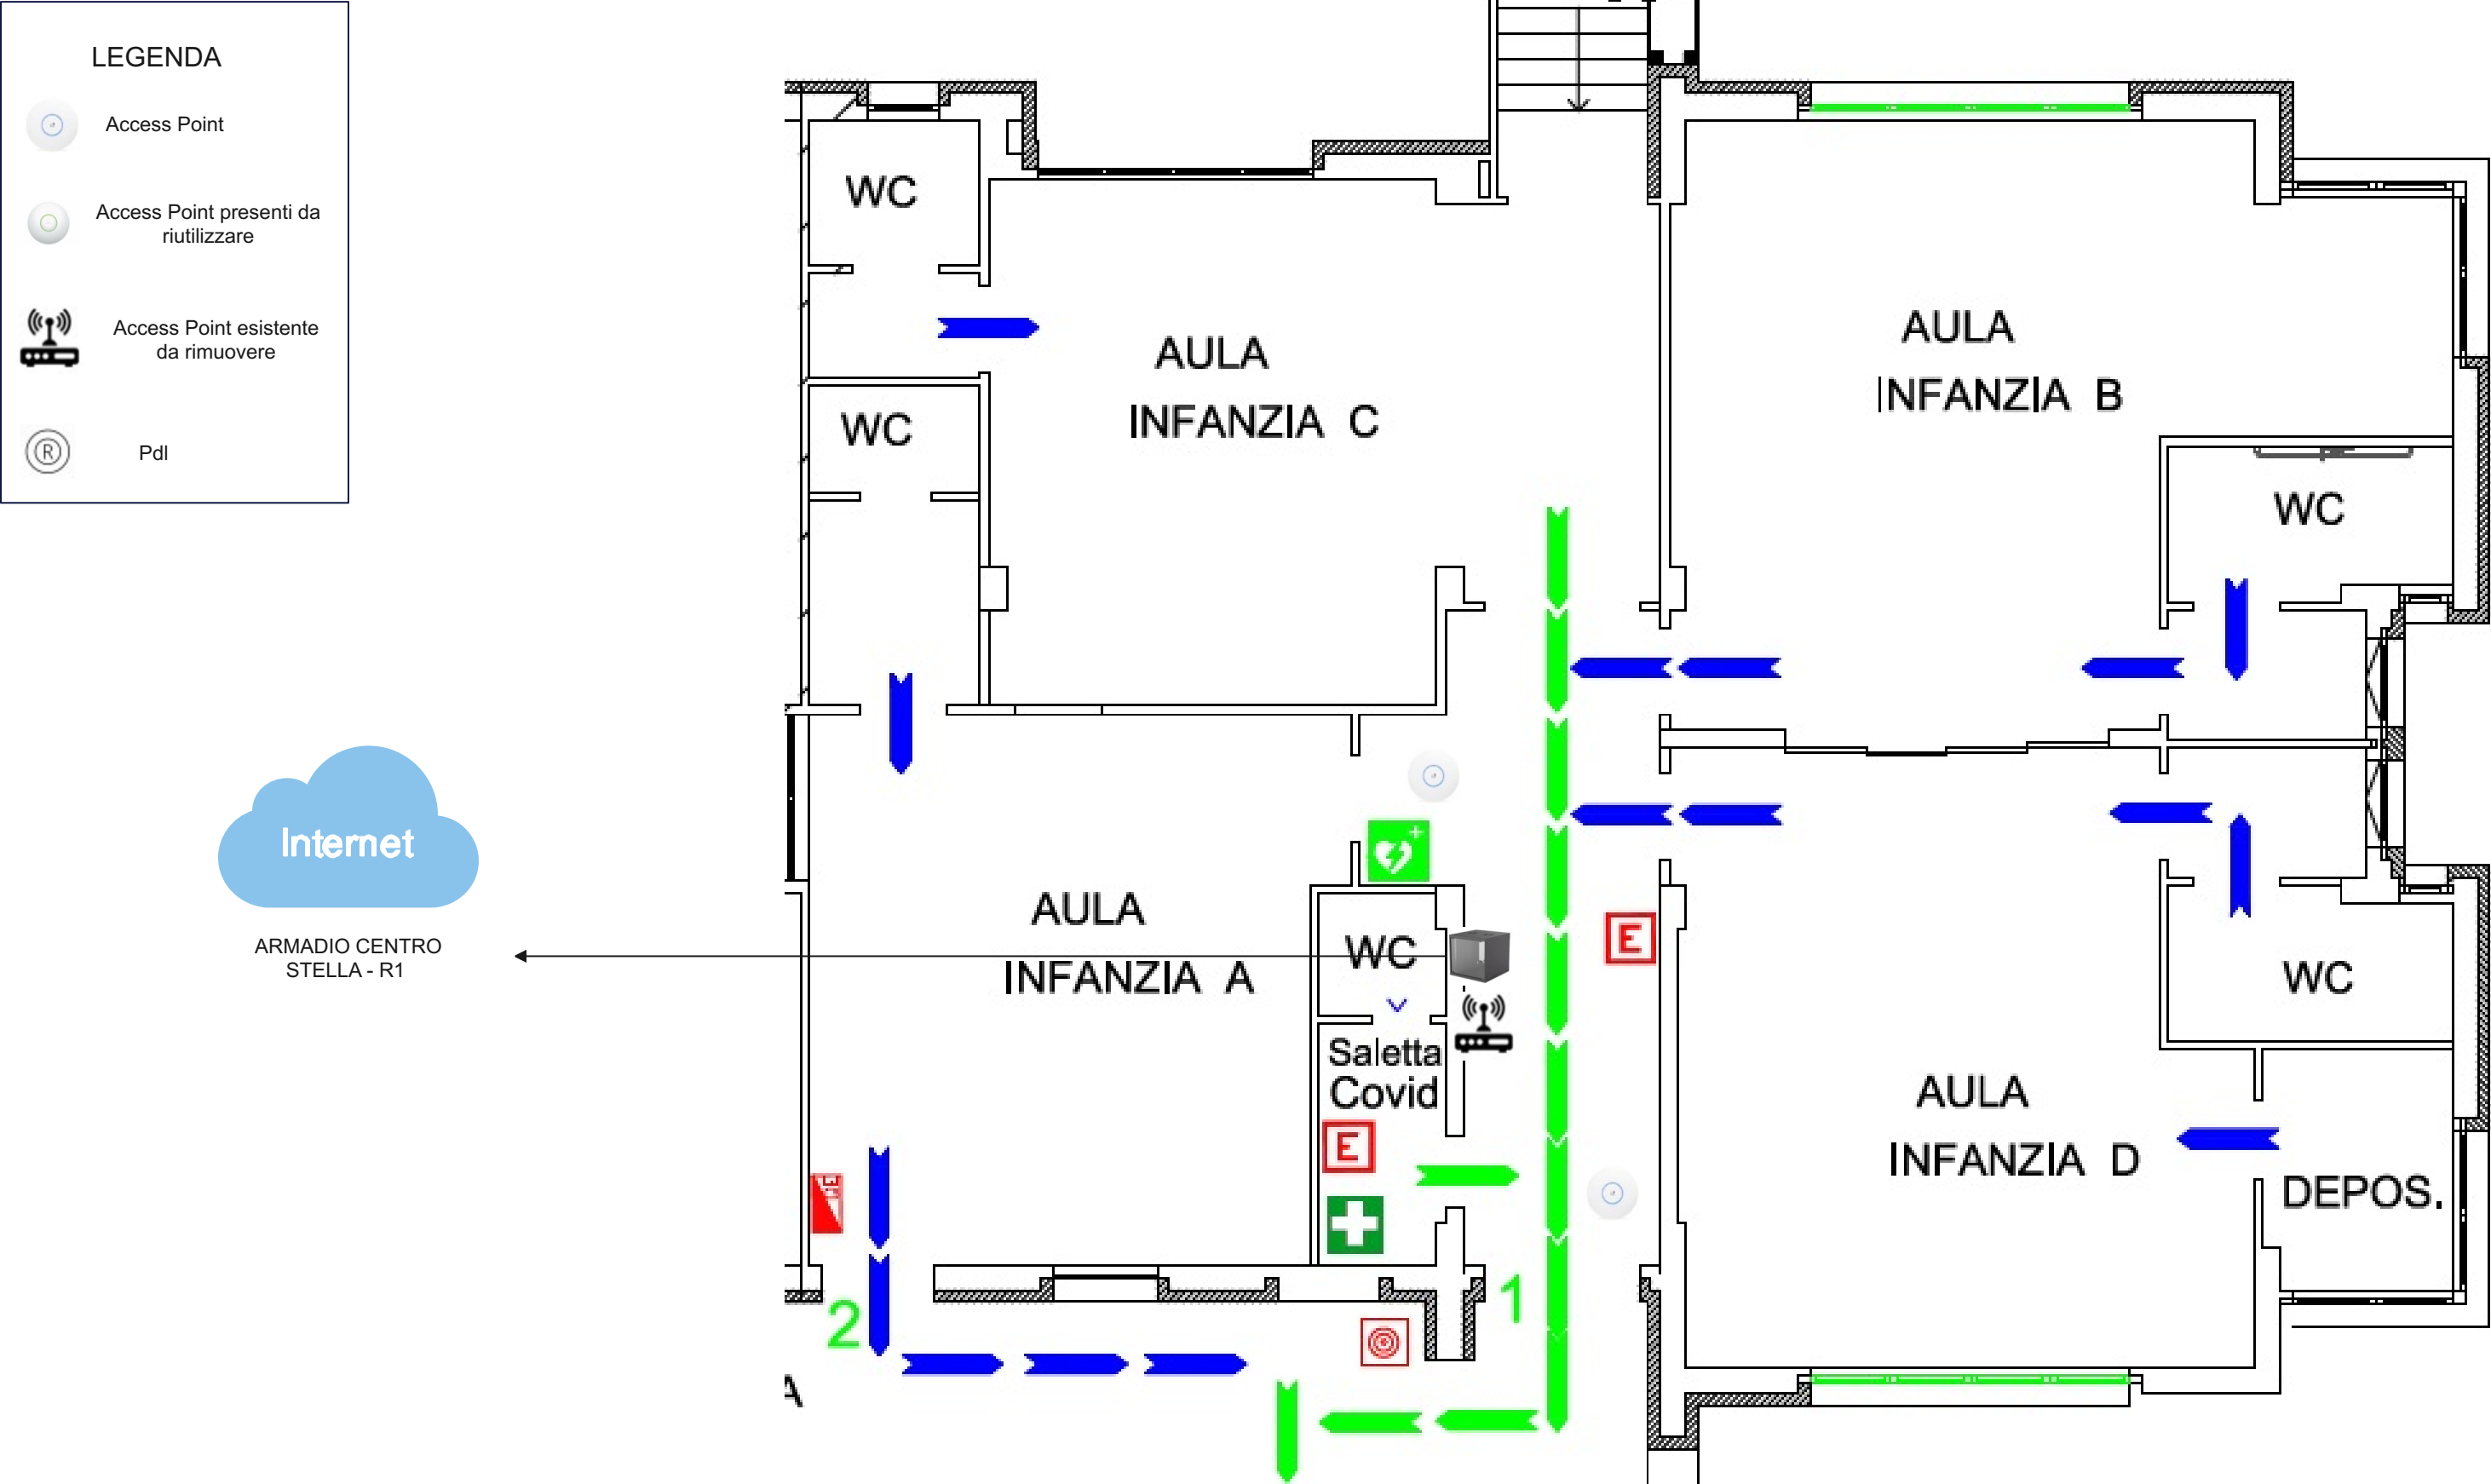 LEGENDA
Access Point
Access Point presenti da
riutilizzare
Access Point esistente
da rimuovere
R
Pdl
WC
WC
AULA
INFANZIA C
AULA
INFANZIA B
WC
Internet
ARMADIO CENTRO
STELLA - R1
AULA
INFANZIA A
WC
E
Saletta
Covid
E
WC
AULA
INFANZIA D
DEPOS.
1
2
A